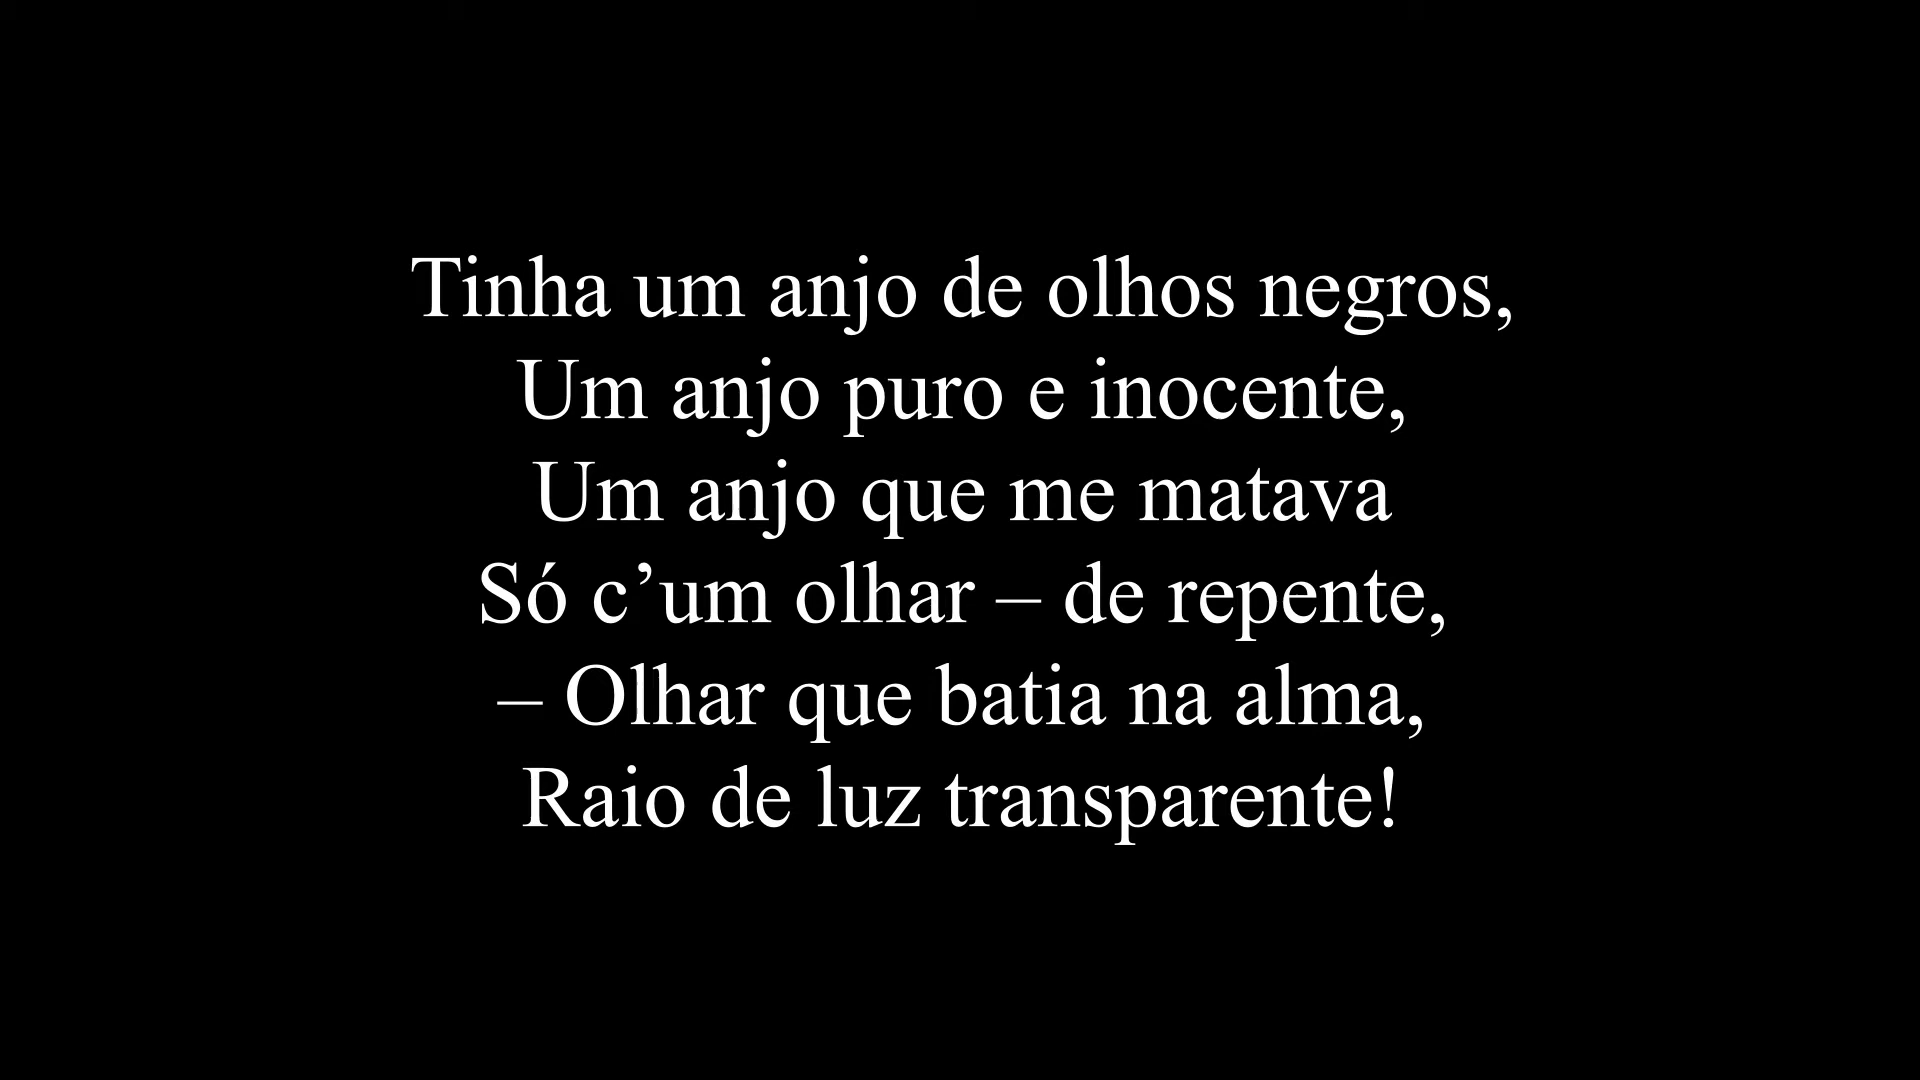 Tinha um anjo de olhos negros,
Um anjo puro e inocente,
Um anjo que me matava
Só c’um olhar – de repente,
– Olhar que batia na alma,
Raio de luz transparente!